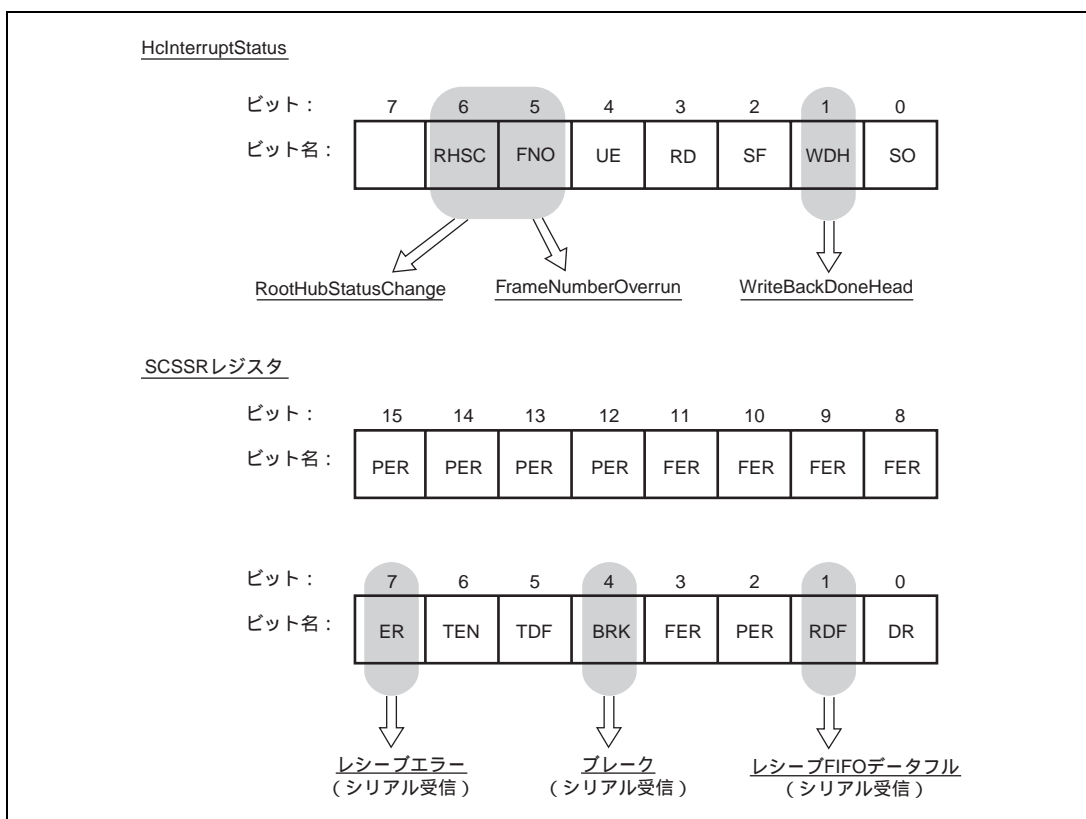 HcInterruptStatus
ビット： 7 6 5 4 3 2 1 0
ビット名： RHSC FNO UE RD SF WDH SO
RootHubStatusChange FrameNumberOverrun WriteBackDoneHead
SCSSRレジスタ
ビット： 15 14 13 12 11 10 9 8
ビット名： PER PER PER PER FER FER FER FER
ビット： 7 6 5 4 3 2 1 0
ビット名： ER TEN TDF BRK FER PER RDF DR
レシーブエラー ブレーク レシーブFIFOデータフル
（シリアル受信） （シリアル受信） （シリアル受信）